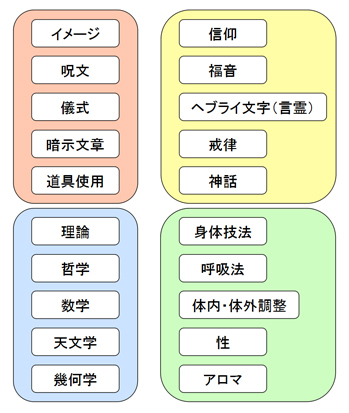 イメージ
呪文
儀式
暗示文章
道具使用
信仰
福音
ヘブライ文字（言霊）
戒律
神話
理論
哲学
数学
天文学
幾何学
身体技法
呼吸法
体内・体外調整
性
アロマ